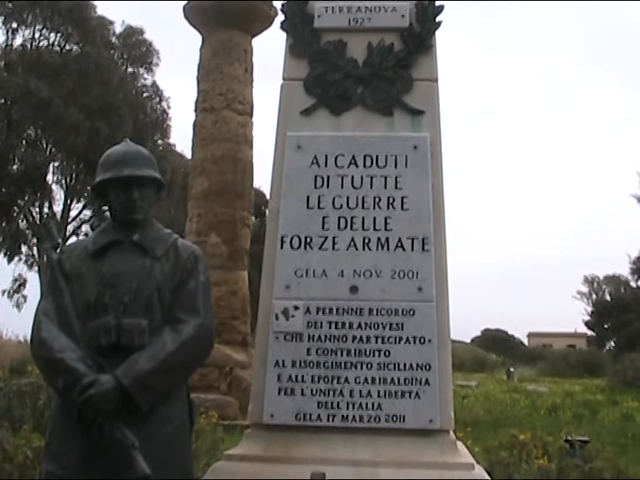 TERRANOVA
1927
AI CADUTI
DI TUTTE
LE GUERRE
E DELLE
FORZE ARMATE
GELA 4 NOV. 2001
A PERENNE RICORDO
DEI TERRANOVESI
CHE HANNO PARTECIPATO
E CONTRIBUITO
AL RISORGIMENTO SICILIANO
E ALL'EPOPEA GARIBALDINA
PER L'UNITÀ E LA LIBERTÀ
DELL'ITALIA
GELA 17 MARZO 2011